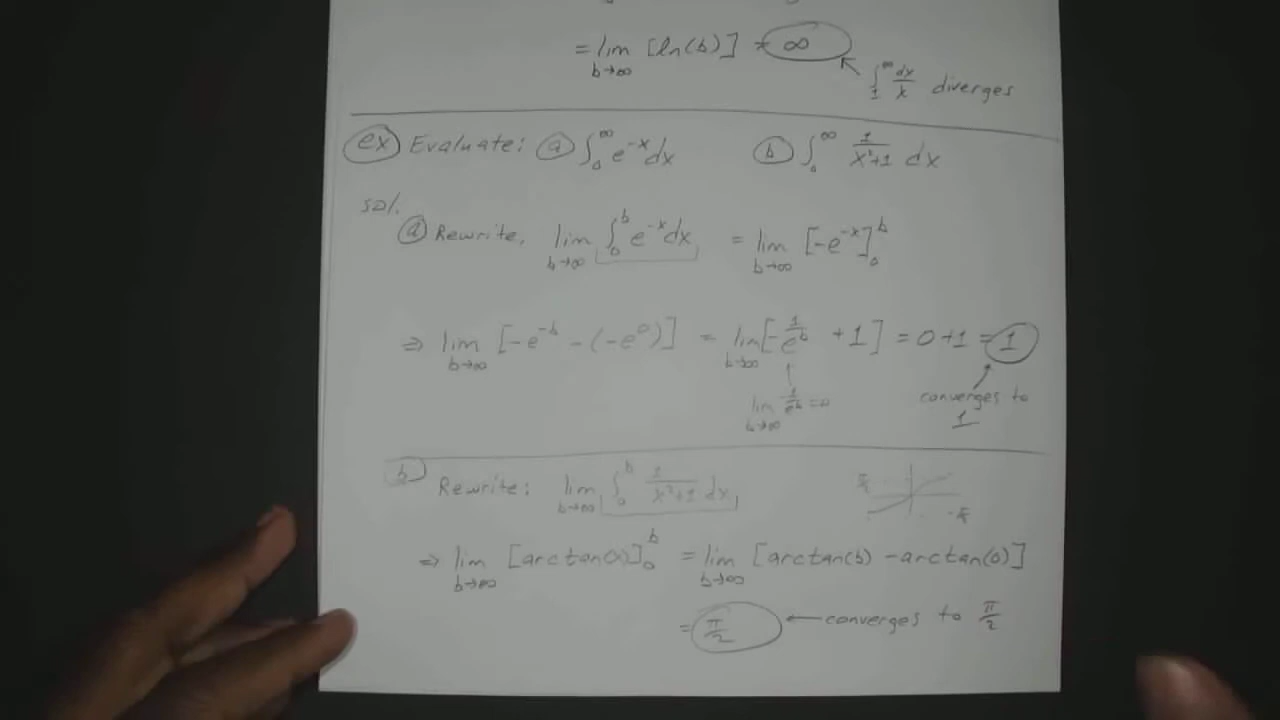 = lim [ln(b)] = ∞
b→∞
∫₁^∞ dx/x diverges
ex Evaluate: a ∫₀^∞ e^-x dx b ∫₀^∞ 1/(x²+1) dx
sol.
a Rewrite, lim ∫₀^b e^-x dx = lim [-e^-x]₀^b
b→∞ b→∞
⇒ lim [-e^-b - (-e^0)] = lim [-1/e^b + 1] = 0+1 = 1
b→∞ b→∞
lim 1/e^b = 0
b→∞
converges to
1
b Rewrite: lim ∫₀^b 1/(x²+1) dx
b→∞
π/2
-π/2
⇒ lim [arctan(x)]₀^b = lim [arctan(b) - arctan(0)]
b→∞ b→∞
= π/2 ← converges to π/2